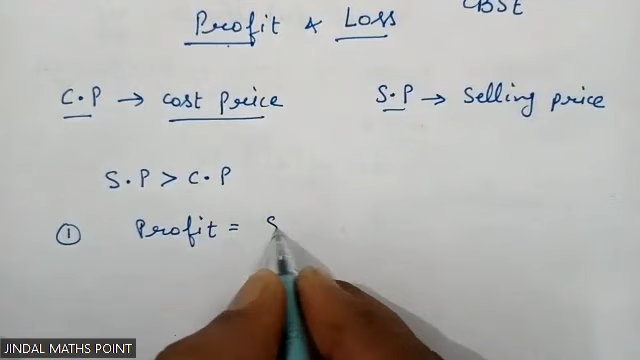 CBSE
Profit & Loss
C.P → cost price
S.P → Selling price
S.P > C.P
① Profit = S
JINDAL MATHS POINT